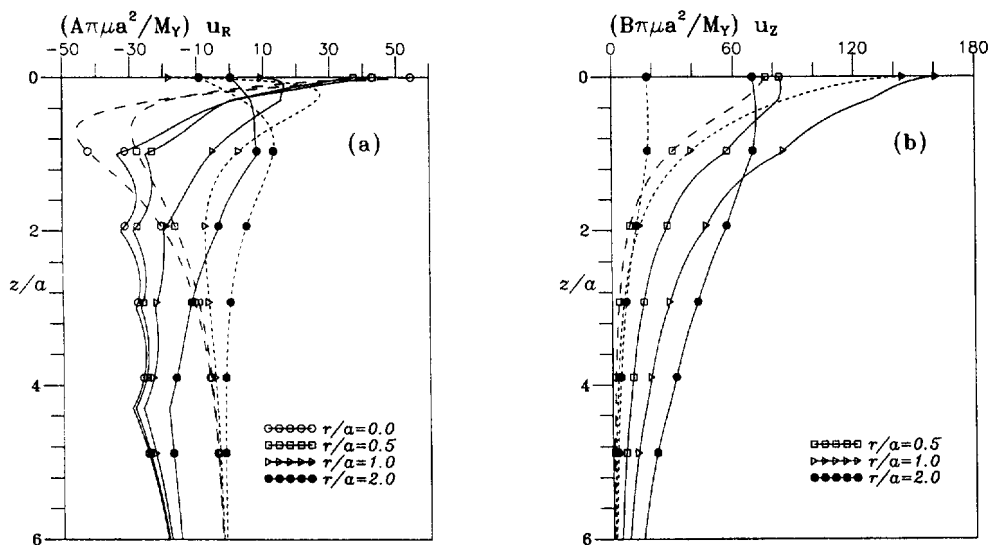 (Aπμa²/M_Y) u_R
-50 -30 -10 10 30 50
0
2
z/a
4
6
(a)
r/a=0.0
r/a=0.5
r/a=1.0
r/a=2.0
(Bπμa²/M_Y) u_Z
0 60 120 180
0
2
z/a
4
6
(b)
r/a=0.5
r/a=1.0
r/a=2.0